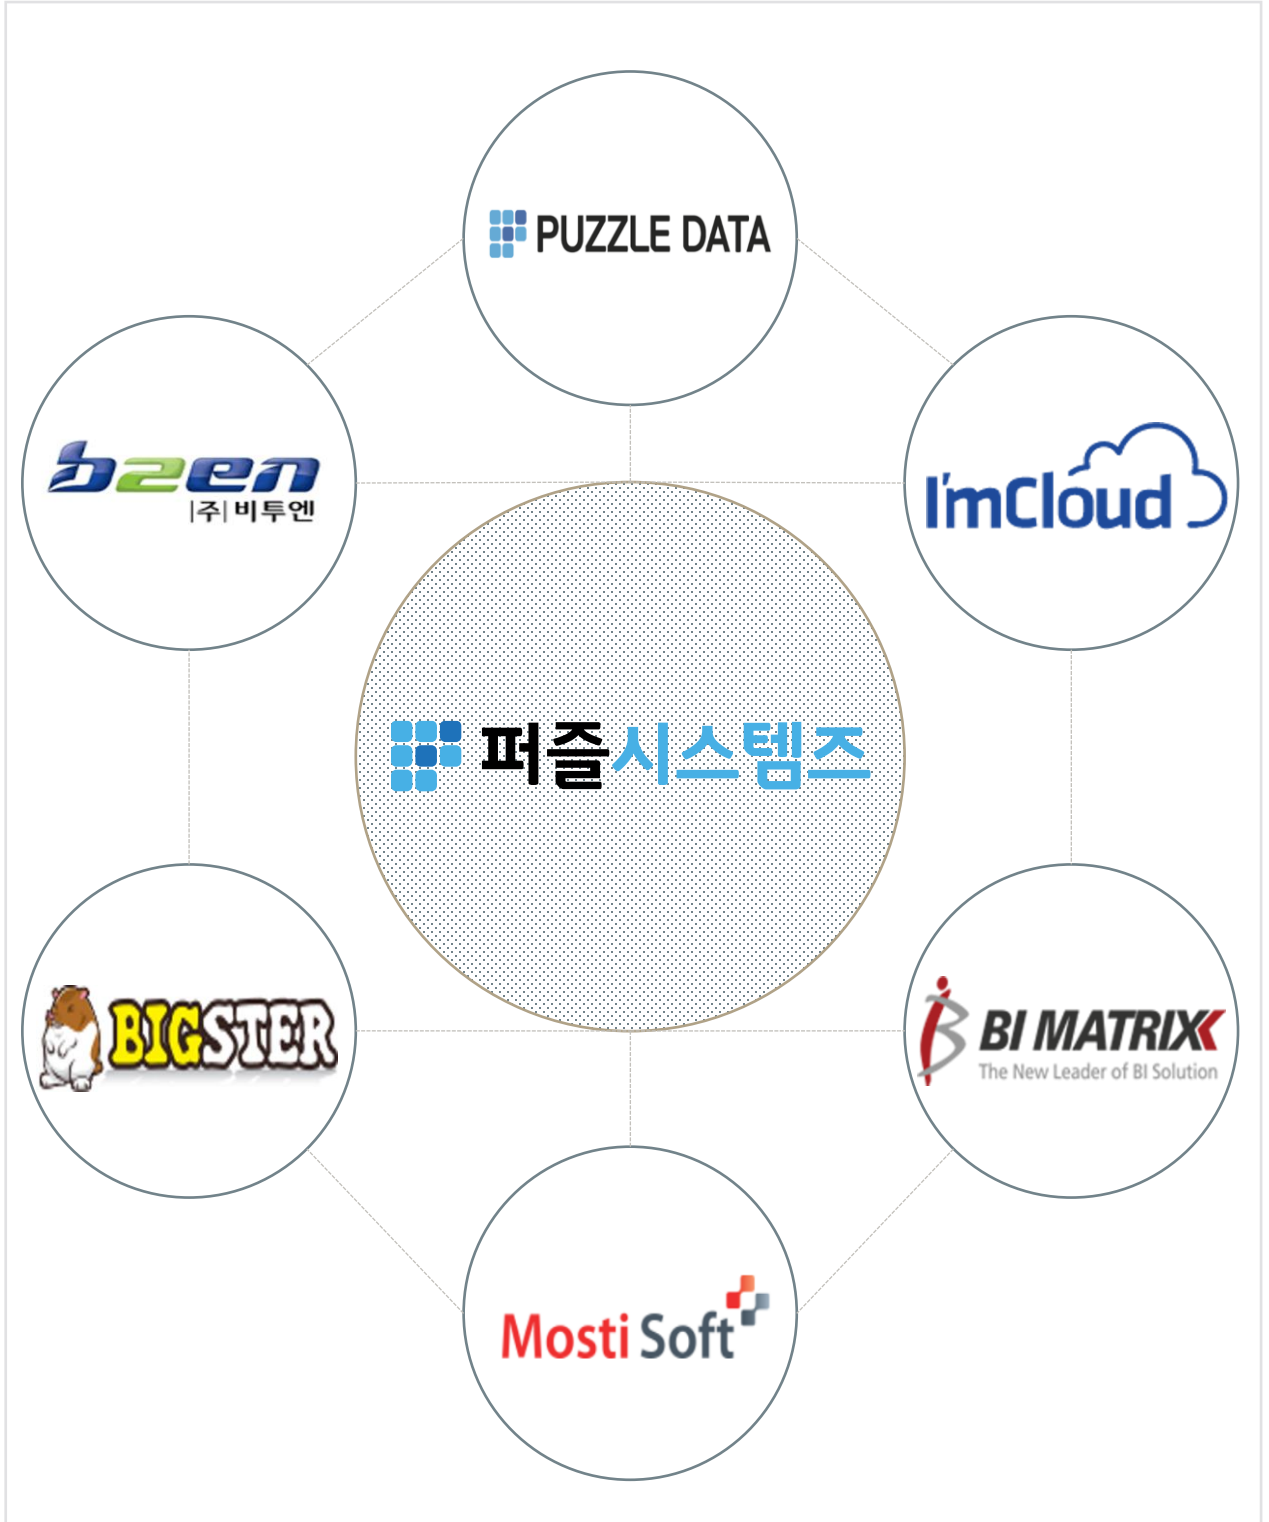 PUZZLE DATA
b2en
|주| 비투엔
I'mCloud
퍼즐시스템즈
BIGSTER
BI MATRIX
The New Leader of BI Solution
Mosti Soft